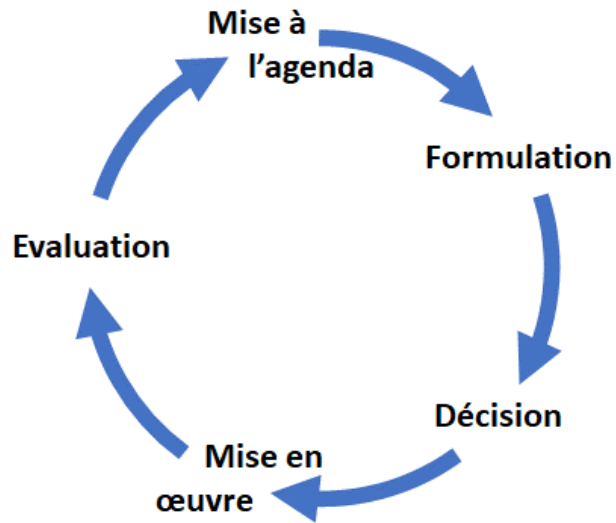 Mise à
l’agenda
Formulation
Décision
Mise en
œuvre
Evaluation